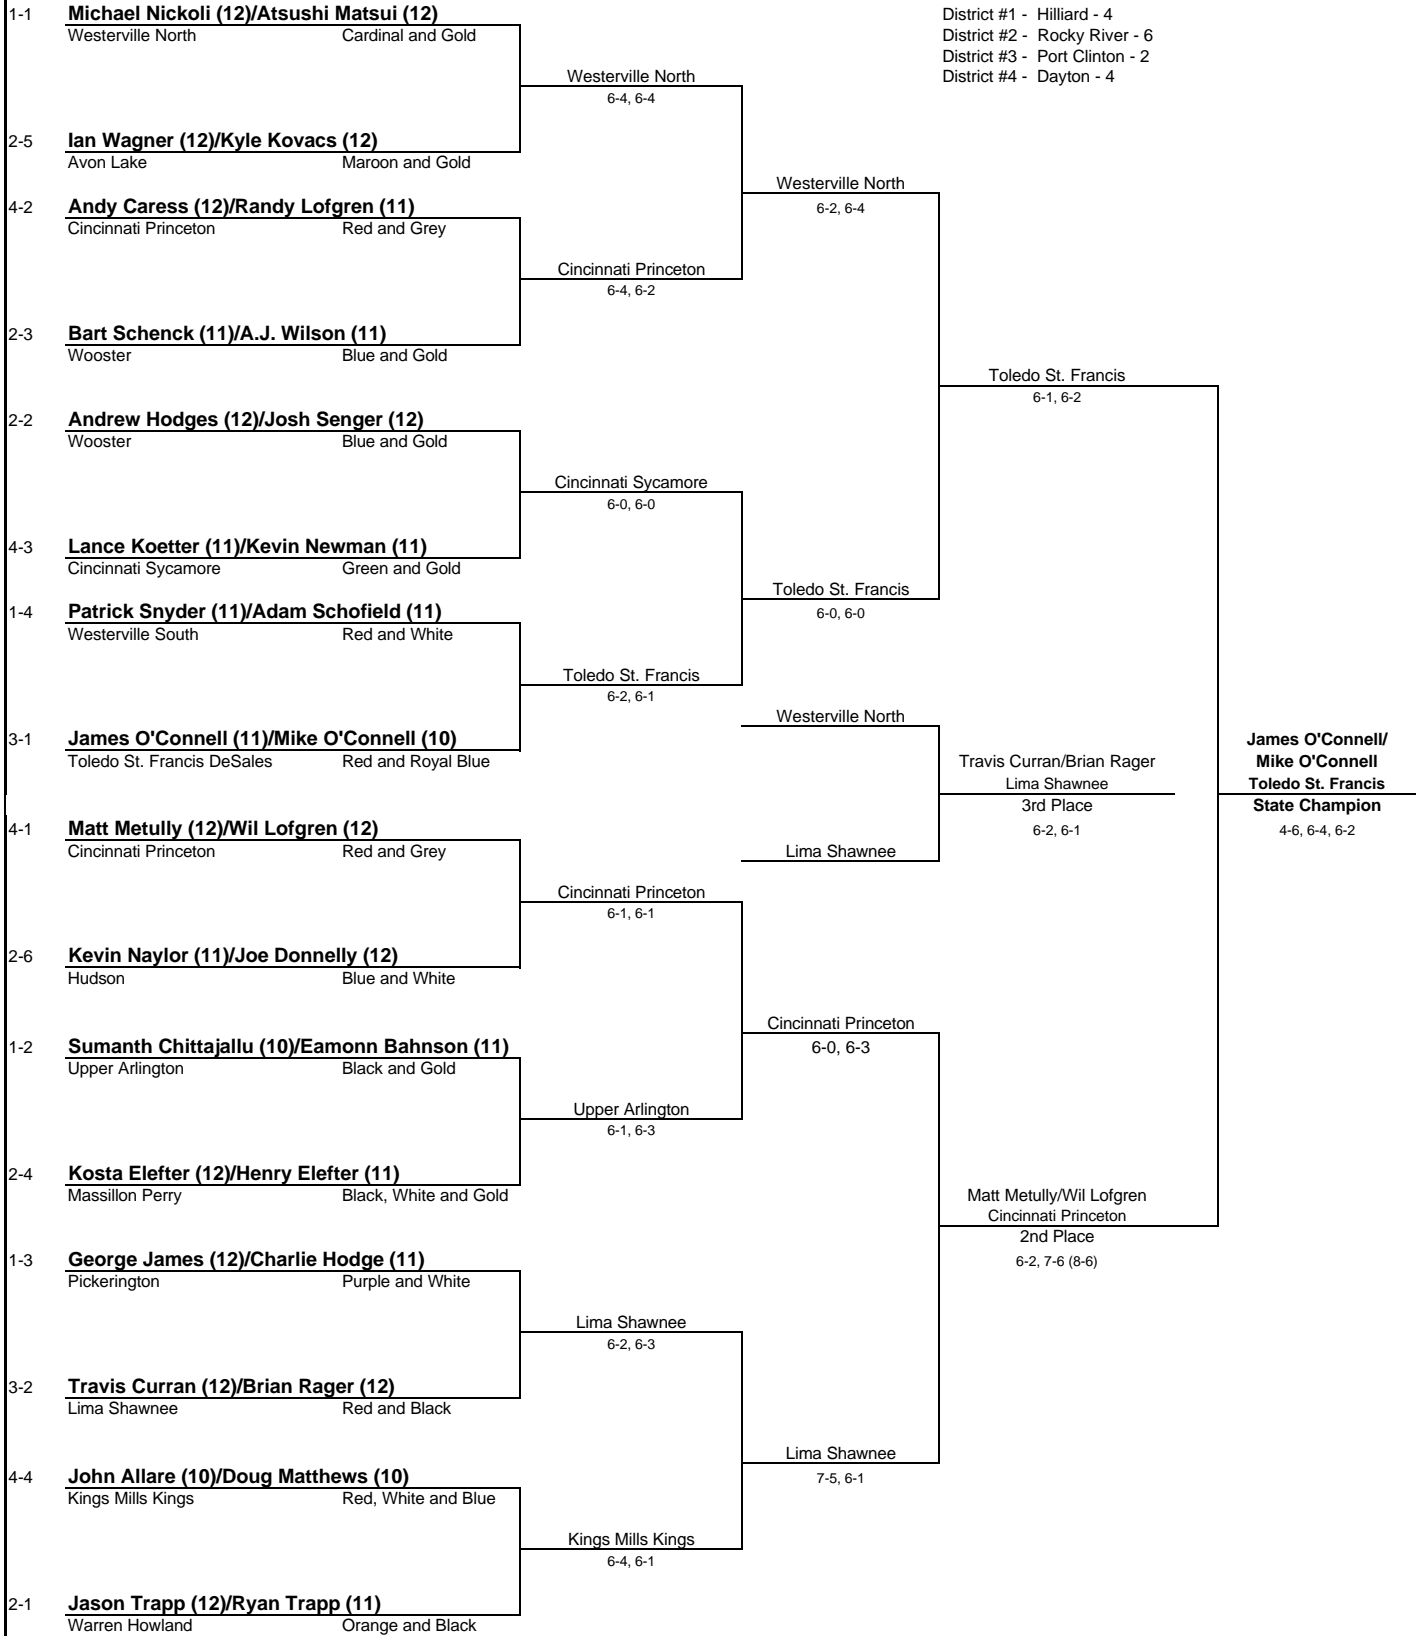 District #1 - Hilliard - 4
District #2 - Rocky River - 6
District #3 - Port Clinton - 2
District #4 - Dayton - 4
1-1 Michael Nickoli (12)/Atsushi Matsui (12)
Westerville North Cardinal and Gold
Westerville North
6-4, 6-4
2-5 Ian Wagner (12)/Kyle Kovacs (12)
Avon Lake Maroon and Gold
Westerville North
6-2, 6-4
4-2 Andy Caress (12)/Randy Lofgren (11)
Cincinnati Princeton Red and Grey
Cincinnati Princeton
6-4, 6-2
2-3 Bart Schenck (11)/A.J. Wilson (11)
Wooster Blue and Gold
Toledo St. Francis
6-1, 6-2
2-2 Andrew Hodges (12)/Josh Senger (12)
Wooster Blue and Gold
Cincinnati Sycamore
6-0, 6-0
4-3 Lance Koetter (11)/Kevin Newman (11)
Cincinnati Sycamore Green and Gold
Toledo St. Francis
6-0, 6-0
1-4 Patrick Snyder (11)/Adam Schofield (11)
Westerville South Red and White
Toledo St. Francis
6-2, 6-1
Westerville North
3-1 James O'Connell (11)/Mike O'Connell (10)
Toledo St. Francis DeSales Red and Royal Blue
Travis Curran/Brian Rager
Lima Shawnee
3rd Place
6-2, 6-1
James O'Connell/
Mike O'Connell
Toledo St. Francis
State Champion
4-6, 6-4, 6-2
4-1 Matt Metully (12)/Wil Lofgren (12)
Cincinnati Princeton Red and Grey
Lima Shawnee
Cincinnati Princeton
6-1, 6-1
2-6 Kevin Naylor (11)/Joe Donnelly (12)
Hudson Blue and White
Cincinnati Princeton
6-0, 6-3
1-2 Sumanth Chittajallu (10)/Eamonn Bahnson (11)
Upper Arlington Black and Gold
Upper Arlington
6-1, 6-3
2-4 Kosta Elefter (12)/Henry Elefter (11)
Massillon Perry Black, White and Gold
Matt Metully/Wil Lofgren
Cincinnati Princeton
2nd Place
6-2, 7-6 (8-6)
1-3 George James (12)/Charlie Hodge (11)
Pickerington Purple and White
Lima Shawnee
6-2, 6-3
3-2 Travis Curran (12)/Brian Rager (12)
Lima Shawnee Red and Black
Lima Shawnee
7-5, 6-1
4-4 John Allare (10)/Doug Matthews (10)
Kings Mills Kings Red, White and Blue
Kings Mills Kings
6-4, 6-1
2-1 Jason Trapp (12)/Ryan Trapp (11)
Warren Howland Orange and Black